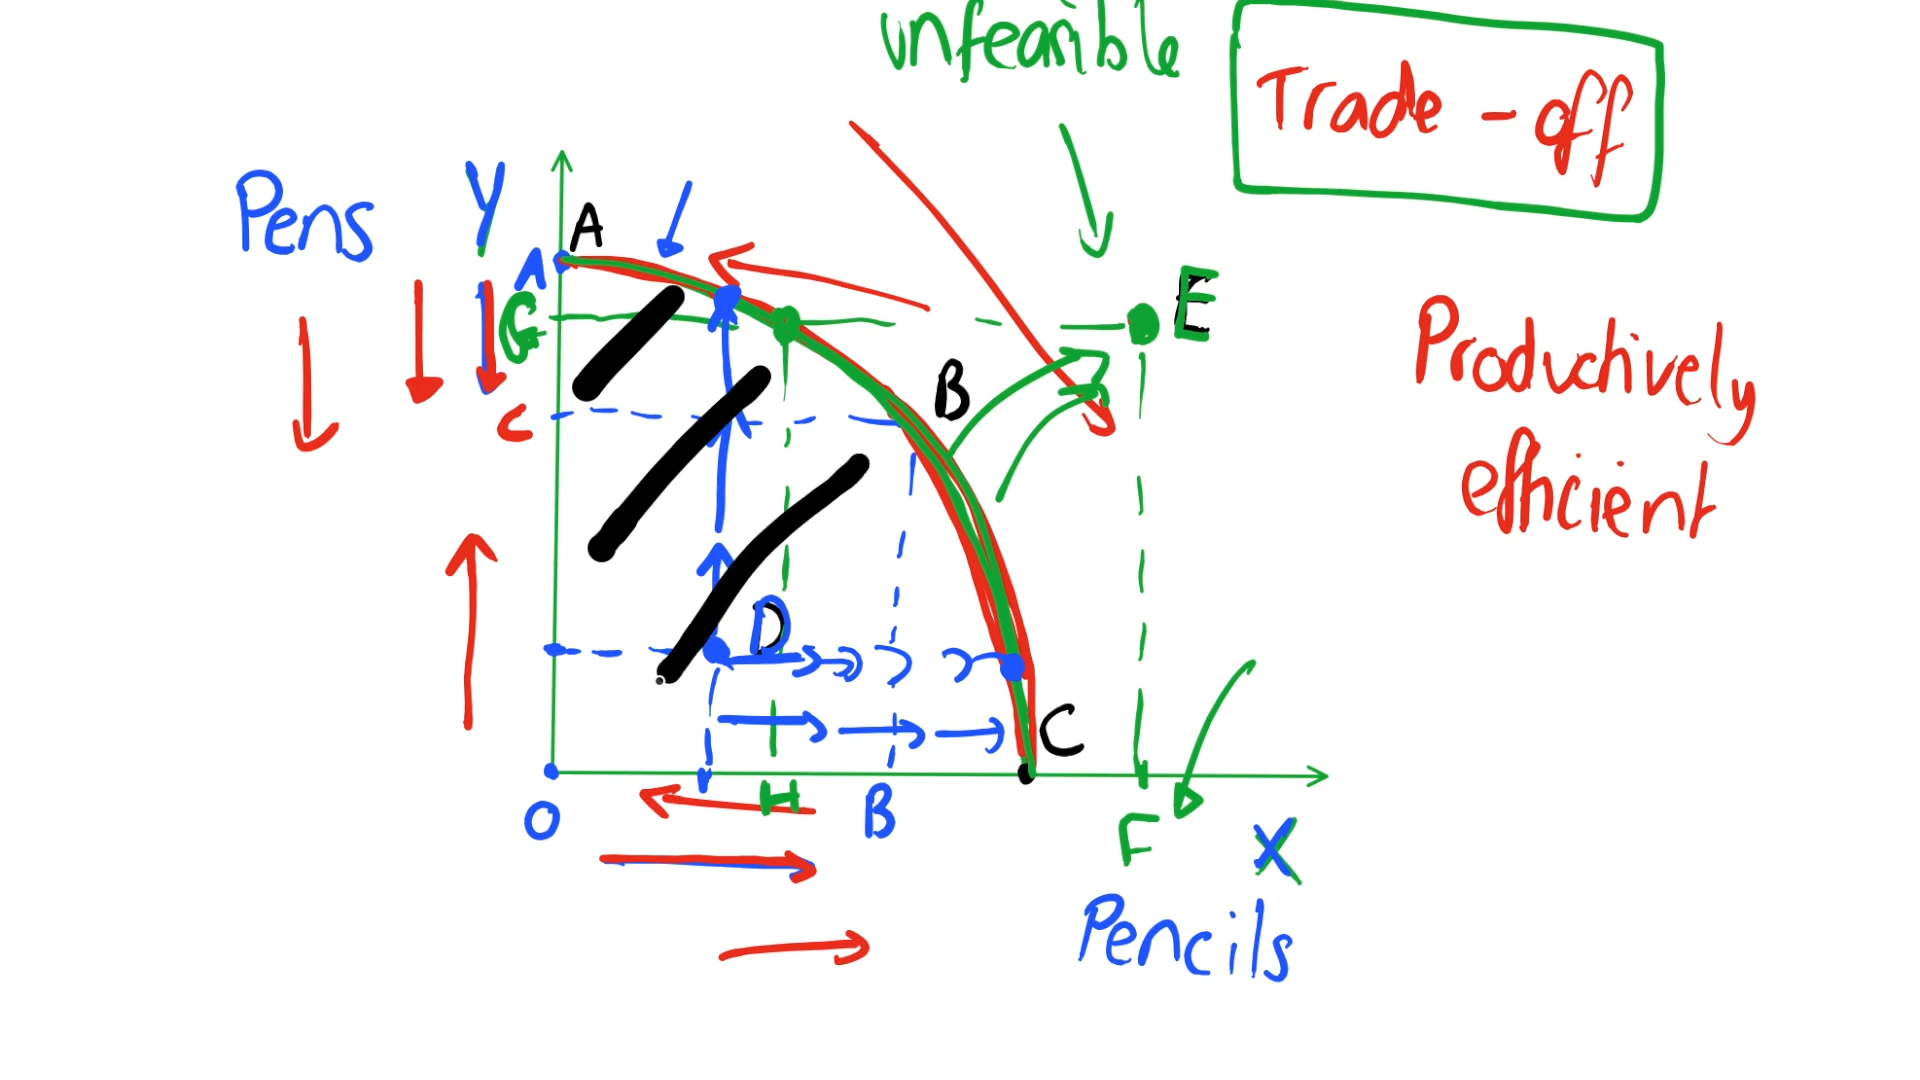 unfeasible
Trade - off
Pens
Y
A
A
G
E
B
C
Productively
efficient
D
C
O
H
B
F
X
Pencils